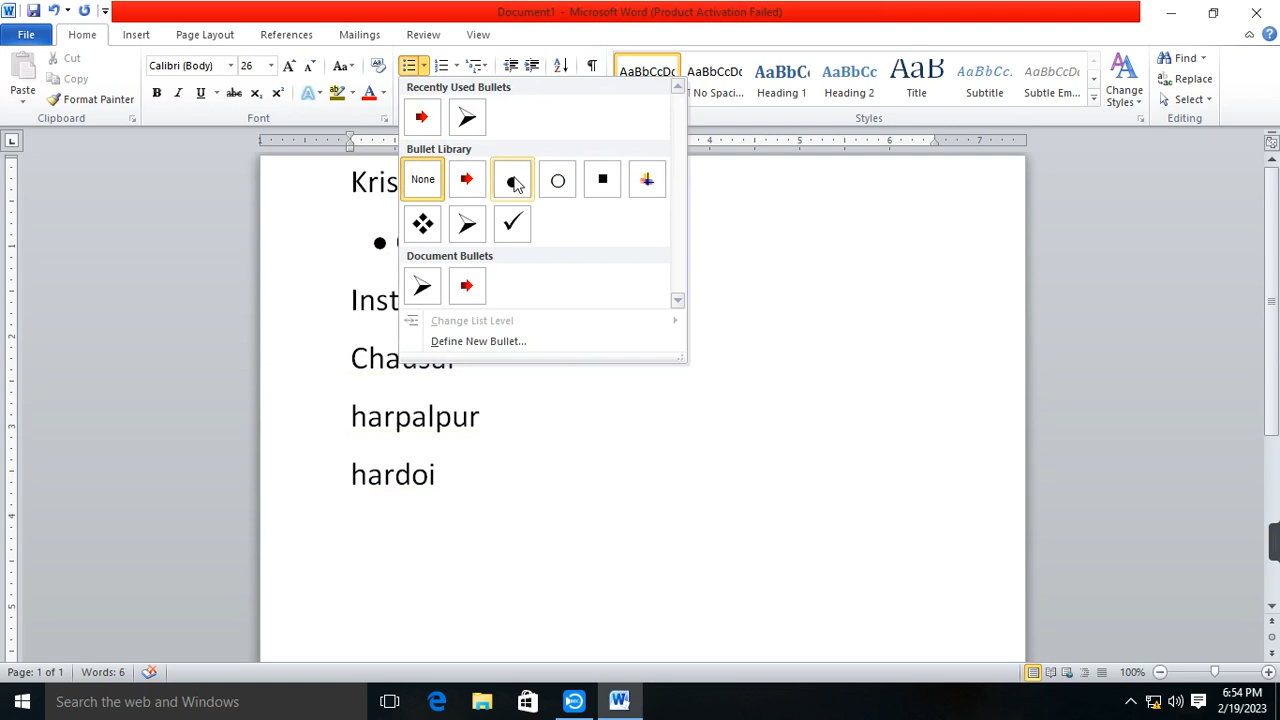 Document1 - Microsoft Word (Product Activation Failed)
File Home Insert Page Layout References Mailings Review View
Cut
Copy
Format Painter
Paste
Clipboard
Calibri (Body) 26
Font
AaBbCcDc AaBbCcDc AaBbCc AaBbCc AaB AaBbCc. AaBbCcDc
¶ No Spaci... Heading 1 Heading 2 Title Subtitle Subtle Em...
Change Styles
Styles
Find
Replace
Select
Editing
Recently Used Bullets
Bullet Library
None
Document Bullets
Change List Level
Define New Bullet...
Kris
Inst
harpalpur
hardoi
Page: 1 of 1 Words: 6 100%
Search the web and Windows
6:54 PM
2/19/2023